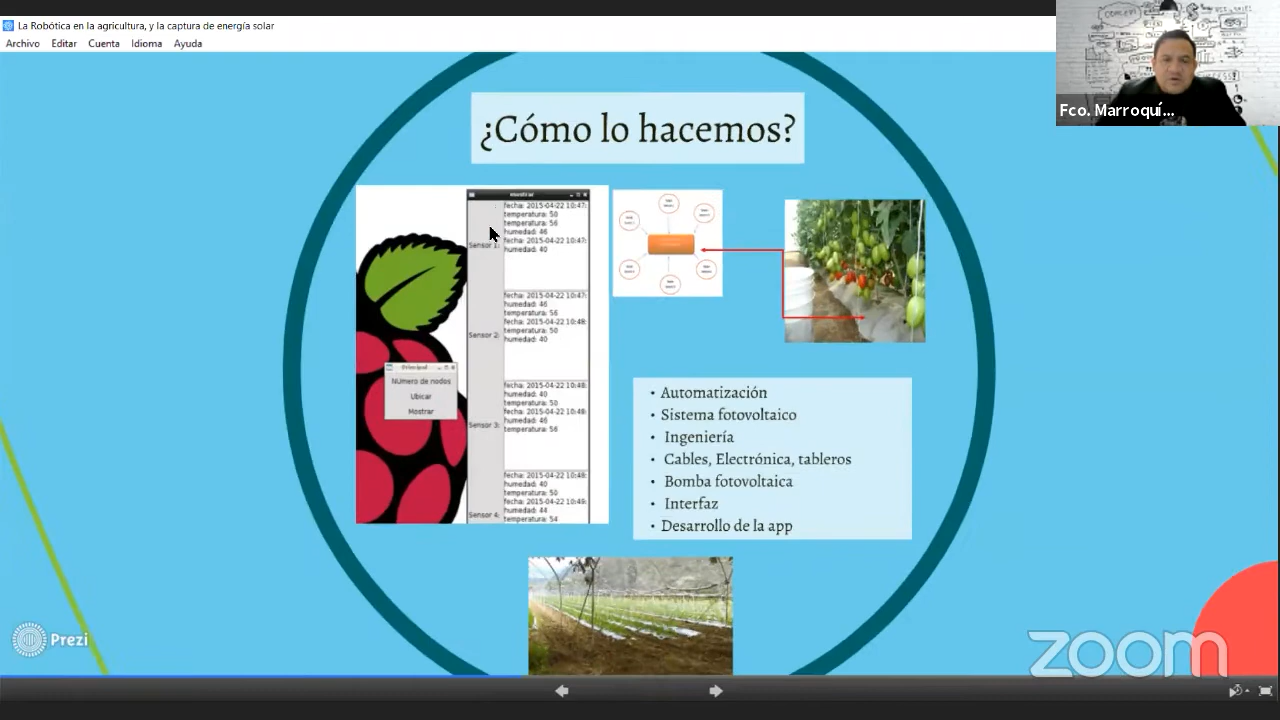 La Robótica en la agricultura, y la captura de energía solar
Archivo Editar Cuenta Idioma Ayuda
Fco. Marroquí...
¿Cómo lo hacemos?
fecha: 2015-04-22 10:47:
temperatura: 50
temperatura: 56
humedad: 46
Sensor 1:
fecha: 2015-04-22 10:47:
humedad: 40
fecha: 2015-04-22 10:47:
humedad: 46
temperatura: 56
fecha: 2015-04-22 10:48:
Sensor 2:
temperatura: 50
humedad: 40
fecha: 2015-04-22 10:48:
humedad: 40
temperatura: 50
fecha: 2015-04-22 10:48:
Sensor 3:
humedad: 46
temperatura: 56
fecha: 2015-04-22 10:48:
humedad: 40
temperatura: 50
fecha: 2015-04-22 10:48:
humedad: 44
Sensor 4:
temperatura: 54
Principal
NÚmero de nodos
Ubicar
Mostrar
• Automatización
• Sistema fotovoltaico
• Ingeniería
• Cables, Electrónica, tableros
• Bomba fotovoltaica
• Interfaz
• Desarrollo de la app
Prezi
zoom